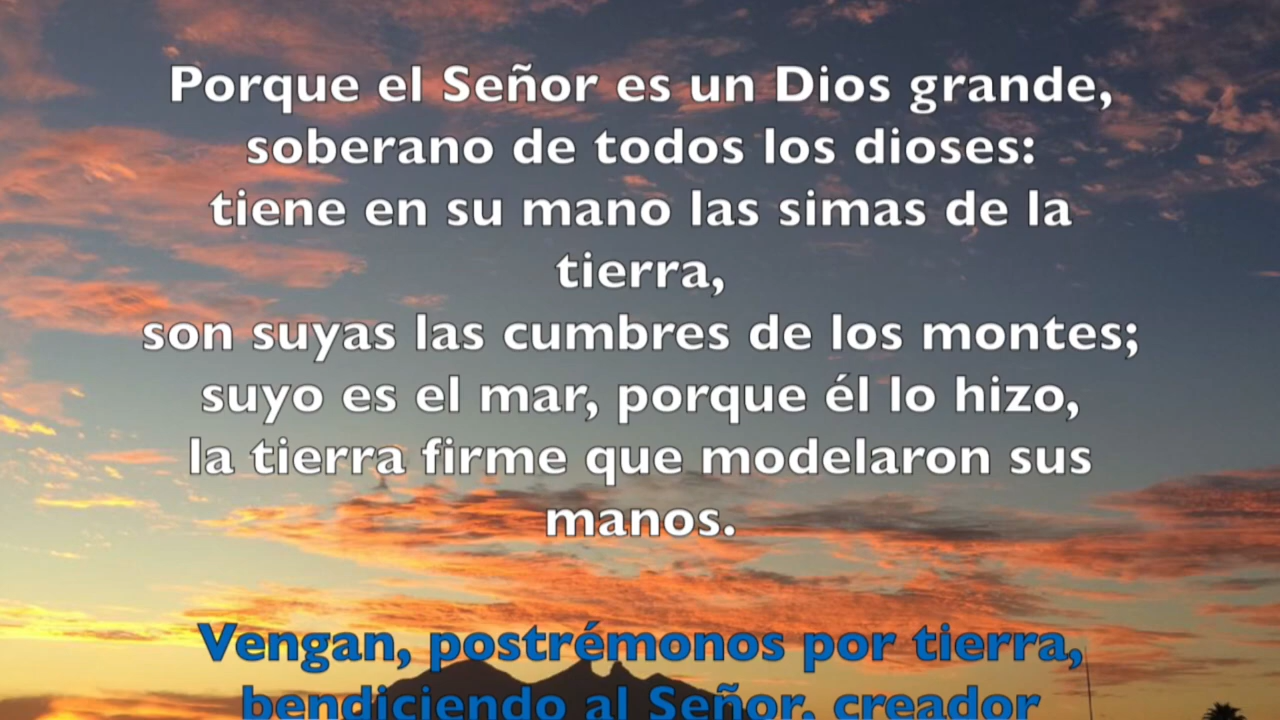 Porque el Señor es un Dios grande,
soberano de todos los dioses:
tiene en su mano las simas de la
tierra,
son suyas las cumbres de los montes;
suyo es el mar, porque él lo hizo,
la tierra firme que modelaron sus
manos.
Vengan, postrémonos por tierra,
bendiciendo al Señor, creador